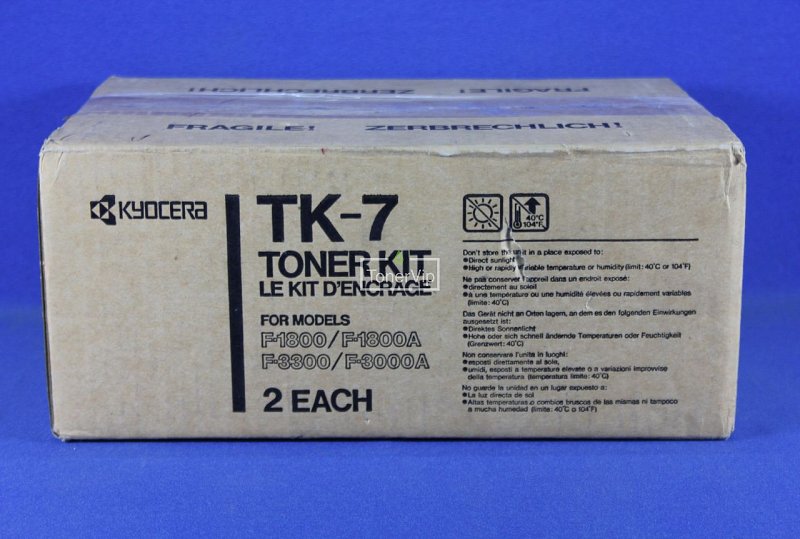 FRAGILE!
ZERBRECHLICH!
FRAGILE! ZERBRECHLICH!
KYOCERA
TK-7
TONER KIT
TonerVip
LE KIT D'ENCRAGE
FOR MODELS
F-1800/F-1800A
F-3300/F-3000A
2 EACH
40°C
104°F
Don't store the unit in a place exposed to:
●Direct sunlight
●High or rapidly variable temperature or humidity (limit: 40°C or 104°F)
Ne pas conserver l'appareil dans un endroit exposé:
●directement au soleil
●à une température ou une humidité élevées ou rapidement variables
(limite: 40°C)
Das Gerät nicht an Orten lagern, an dem es den folgenden Einwirkungen
ausgesetzt ist:
●Direktes Sonnenlicht
●Hohe oder sich schnell ändernde Temperaturen oder Feuchtigkeit
(Grenzwert: 40°C)
Non conservare l'unità in luoghi:
●esposti direttamente al sole,
●umidi, esposti a temperature elevate o a variazioni improvvise
della temperatura (temperatura limite: 40°C)
No guarde la unidad en un lugar expuesto a:
●La luz directa de sol
●Altas temperaturas o cambios bruscos de las mismas ni tampoco
a mucha humedad (limite: 40°C o 104°F)